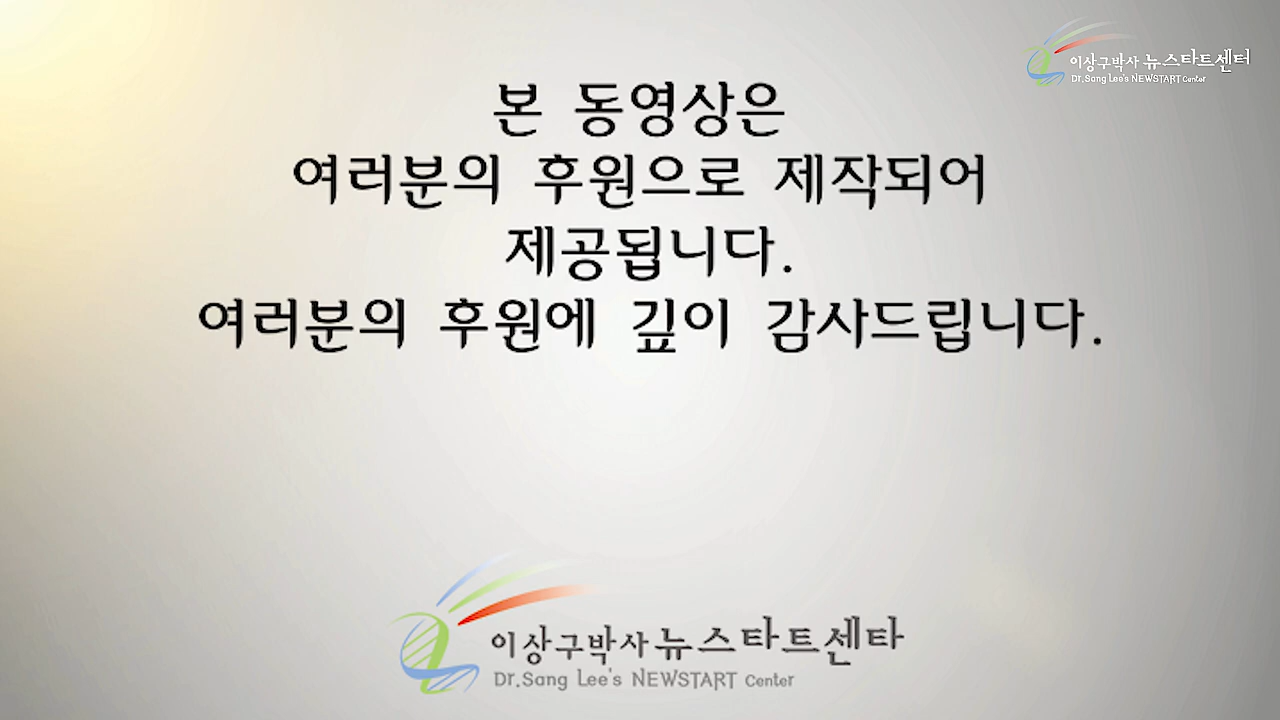 이상구박사 뉴스타트센터
Dr.Sang Lee's NEWSTART Center
본 동영상은
여러분의 후원으로 제작되어
제공됩니다.
여러분의 후원에 깊이 감사드립니다.
이상구박사 뉴스타트센타
Dr.Sang Lee's NEWSTART Center